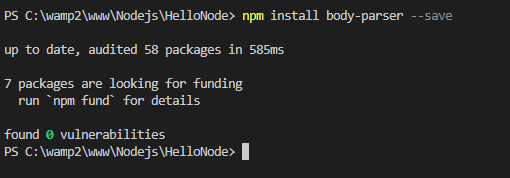 PS C:\wamp2\www\Nodejs\HelloNode> npm install body-parser --save
up to date, audited 58 packages in 585ms
7 packages are looking for funding
run `npm fund` for details
found 0 vulnerabilities
PS C:\wamp2\www\Nodejs\HelloNode>